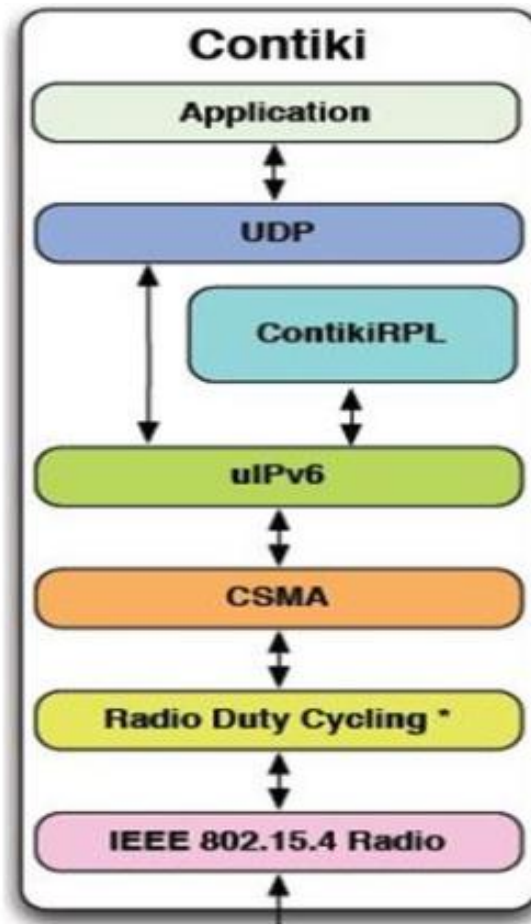 Contiki
Application
UDP
ContikiRPL
uIPv6
CSMA
Radio Duty Cycling *
IEEE 802.15.4 Radio